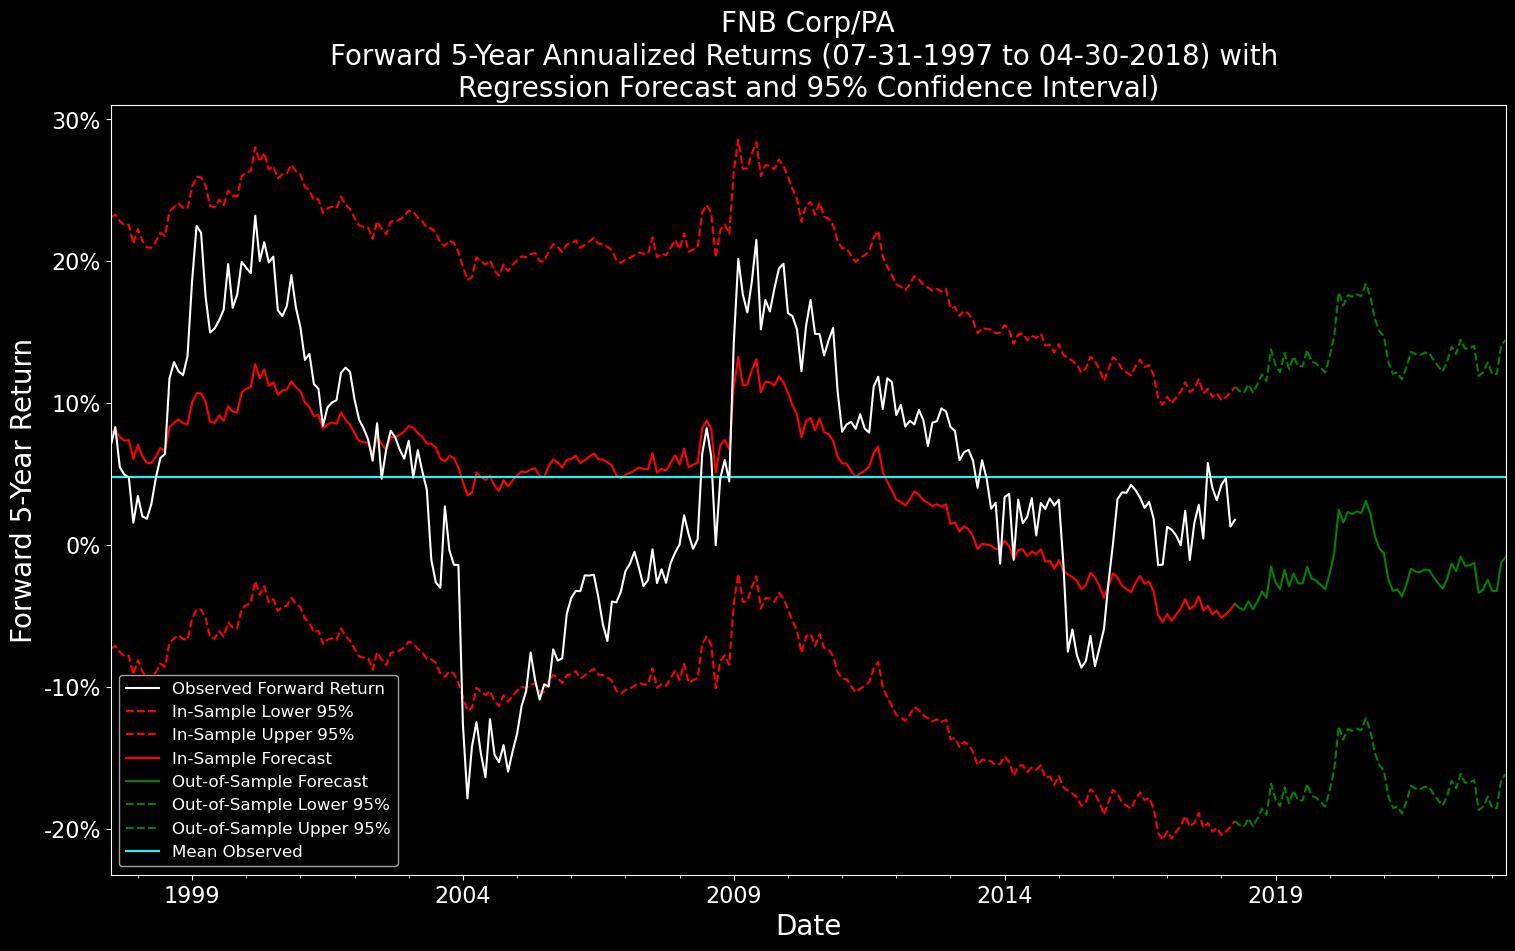 FNB Corp/PA
Forward 5-Year Annualized Returns (07-31-1997 to 04-30-2018) with
Regression Forecast and 95% Confidence Interval)
30%
20%
10%
0%
-10%
-20%
Forward 5-Year Return
Observed Forward Return
In-Sample Lower 95%
In-Sample Upper 95%
In-Sample Forecast
Out-of-Sample Forecast
Out-of-Sample Lower 95%
Out-of-Sample Upper 95%
Mean Observed
1999
2004
2009
2014
2019
Date